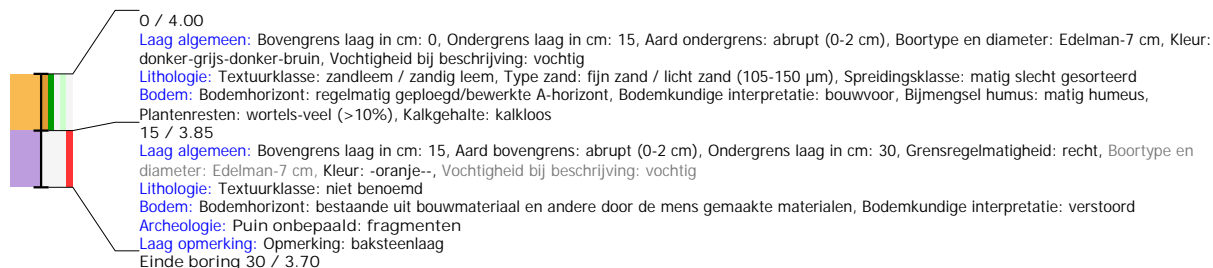 0 / 4.00
Laag algemeen: Bovengrens laag in cm: 0, Ondergrens laag in cm: 15, Aard ondergrens: abrupt (0-2 cm), Boortype en diameter: Edelman-7 cm, Kleur:
donker-grijs-donker-bruin, Vochtigheid bij beschrijving: vochtig
Lithologie: Textuurklasse: zandleem / zandig leem, Type zand: fijn zand / licht zand (105-150 µm), Spreidingsklasse: matig slecht gesorteerd
Bodem: Bodemhorizont: regelmatig geploegd/bewerkte A-horizont, Bodemkundige interpretatie: bouwvoor, Bijmengsel humus: matig humeus,
Plantenresten: wortels-veel (>10%), Kalkgehalte: kalkloos
15 / 3.85
Laag algemeen: Bovengrens laag in cm: 15, Aard bovengrens: abrupt (0-2 cm), Ondergrens laag in cm: 30, Grensregelmatigheid: recht, Boortype en
diameter: Edelman-7 cm, Kleur: -oranje--, Vochtigheid bij beschrijving: vochtig
Lithologie: Textuurklasse: niet benoemd
Bodem: Bodemhorizont: bestaande uit bouwmateriaal en andere door de mens gemaakte materialen, Bodemkundige interpretatie: verstoord
Archeologie: Puin onbepaald: fragmenten
Laag opmerking: Opmerking: baksteenlaag
Einde boring 30 / 3.70